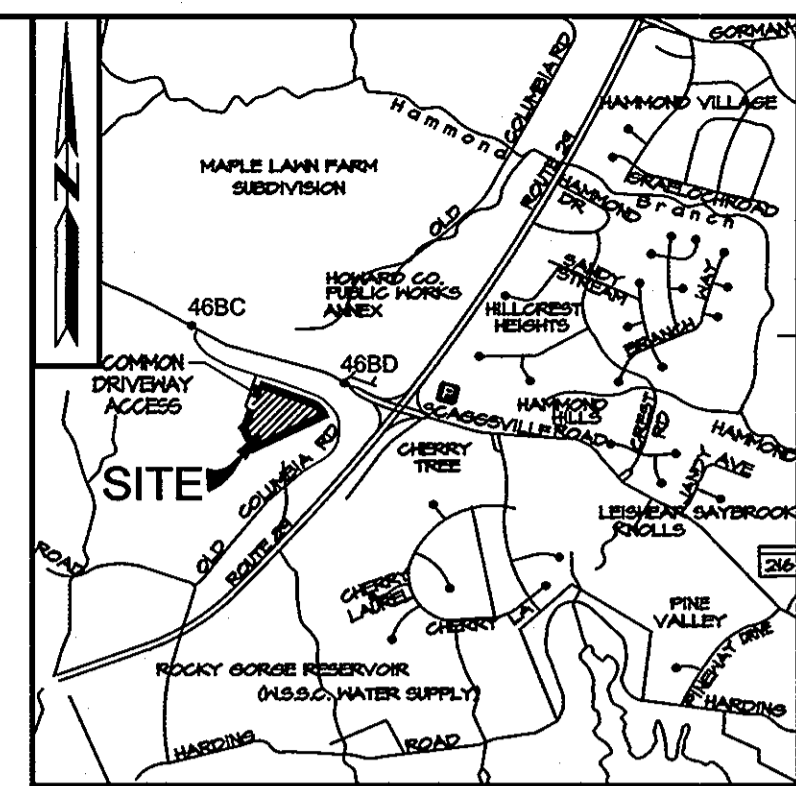 GORMAN
COLUMBIA RD
HAMMOND VILLAGE
Hammond
MAPLE LAWN FARM
SUBDIVISION
ROUTE 29
HAMMOND
DR
Branch
OLD
HOWARD CO.
PUBLIC WORKS
ANNEX
SANDY
STREAM
HILLCREST
HEIGHTS
BRANCH WAY
N
46BC
46BD
COMMON
DRIVEWAY
ACCESS
P
SCAGGSVILLE ROAD
HAMMOND
HILLS
CREST
RD
HAMMOND
AVE
JANDY
CHERRY
TREE
SITE
OLD COLUMBIA RD
ROUTE 29
LEISHEAR SAYBROOK
KNOLLS
216
ROAD
CHERRY
LAUREL
CHERRY LA
PINE
VALLEY
PINEWAY DRIVE
ROCKY GORGE RESERVOIR
(W.S.S.C. WATER SUPPLY)
HARDING
HARDING
ROAD